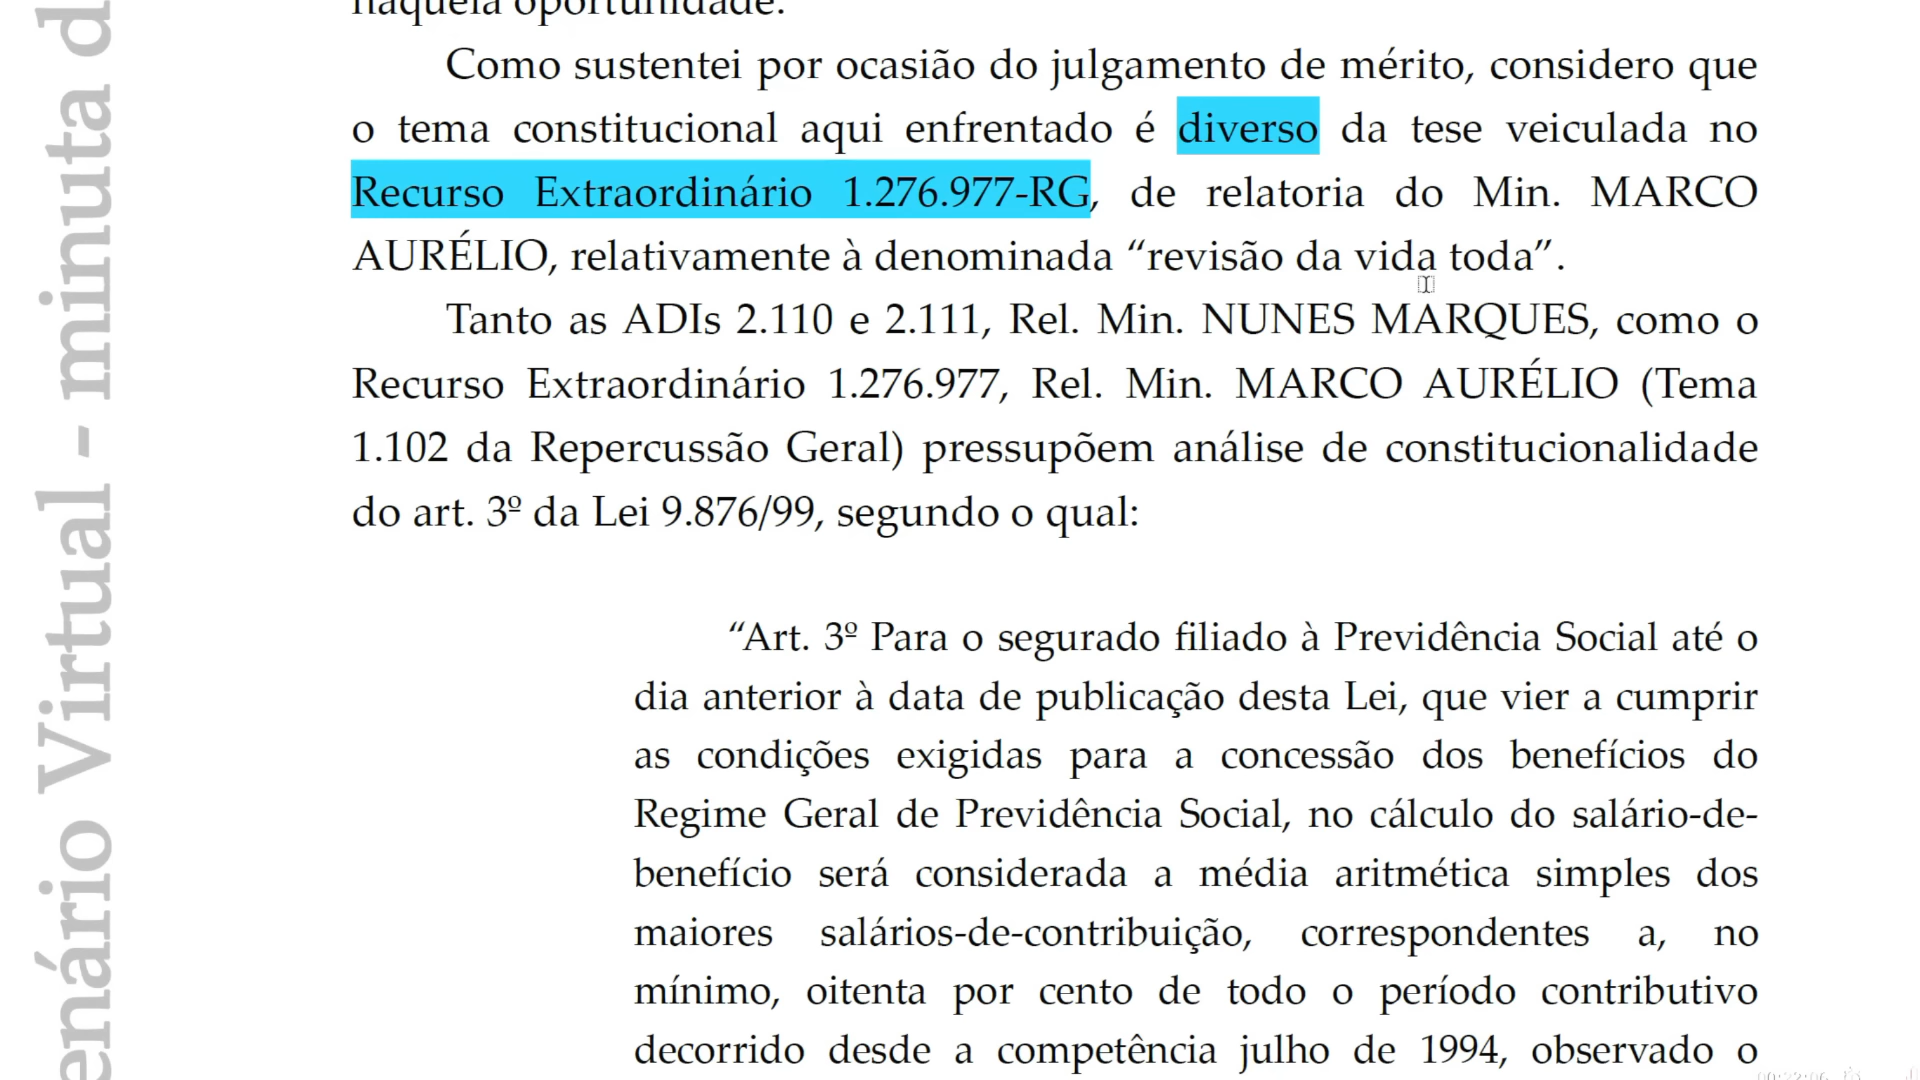 naquela oportunidade.
Como sustentei por ocasião do julgamento de mérito, considero que
o tema constitucional aqui enfrentado é diverso da tese veiculada no
Recurso Extraordinário 1.276.977-RG, de relatoria do Min. MARCO
AURÉLIO, relativamente à denominada “revisão da vida toda”.
Tanto as ADIs 2.110 e 2.111, Rel. Min. NUNES MARQUES, como o
Recurso Extraordinário 1.276.977, Rel. Min. MARCO AURÉLIO (Tema
1.102 da Repercussão Geral) pressupõem análise de constitucionalidade
do art. 3º da Lei 9.876/99, segundo o qual:
“Art. 3º Para o segurado filiado à Previdência Social até o
dia anterior à data de publicação desta Lei, que vier a cumprir
as condições exigidas para a concessão dos benefícios do
Regime Geral de Previdência Social, no cálculo do salário-de-
benefício será considerada a média aritmética simples dos
maiores salários-de-contribuição, correspondentes a, no
mínimo, oitenta por cento de todo o período contributivo
decorrido desde a competência julho de 1994, observado o
enário Virtual - minuta d